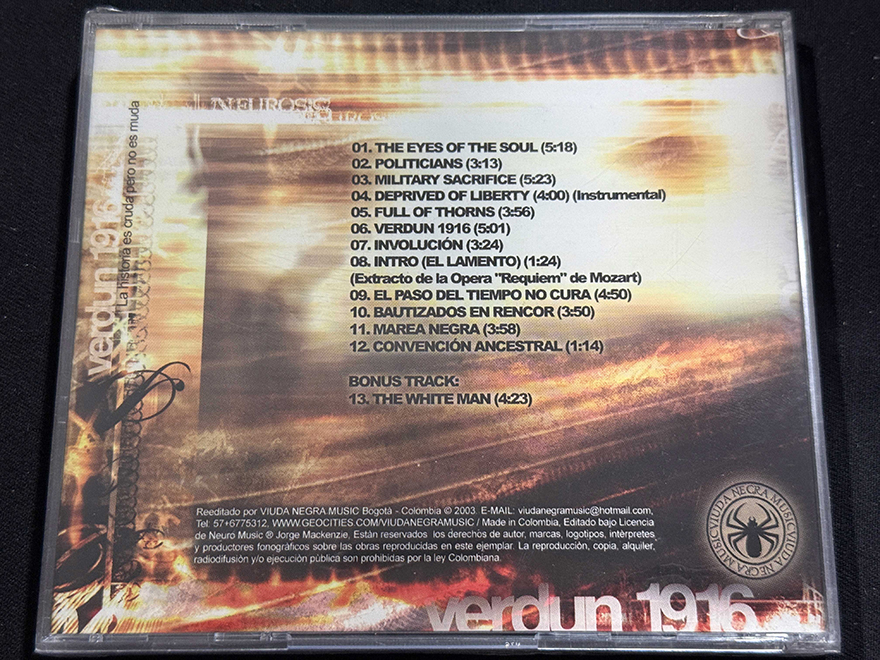 NEUROSIS
verdun 1916
La historia es cruda pero no es muda
01. THE EYES OF THE SOUL (5:18)
02. POLITICIANS (3:13)
03. MILITARY SACRIFICE (5:23)
04. DEPRIVED OF LIBERTY (4:00) (Instrumental)
05. FULL OF THORNS (3:56)
06. VERDUN 1916 (5:01)
07. INVOLUCIÓN (3:24)
08. INTRO (EL LAMENTO) (1:24)
(Extracto de la Opera "Requiem" de Mozart)
09. EL PASO DEL TIEMPO NO CURA (4:50)
10. BAUTIZADOS EN RENCOR (3:50)
11. MAREA NEGRA (3:58)
12. CONVENCIÓN ANCESTRAL (1:14)
BONUS TRACK:
13. THE WHITE MAN (4:23)
Reeditado por VIUDA NEGRA MUSIC Bogotà - Colombia © 2003. E-MAIL: viudanegramusic@hotmail.com,
Tel: 57+6775312, WWW.GEOCITIES.COM/VIUDANEGRAMUSIC / Made in Colombia, Editado bajo Licencia
de Neuro Music ® Jorge Mackenzie, Están reservados los derechos de autor, marcas, logotipos, intèrpretes
y productores fonográficos sobre las obras reproducidas en este ejemplar. La reproducción, copia, alquiler,
radiodifusión y/o ejecución pública son prohibidas por la ley Colombiana.
VIUDA NEGRA MUSIC VIUDA NEGRA MUSIC
verdun 1916